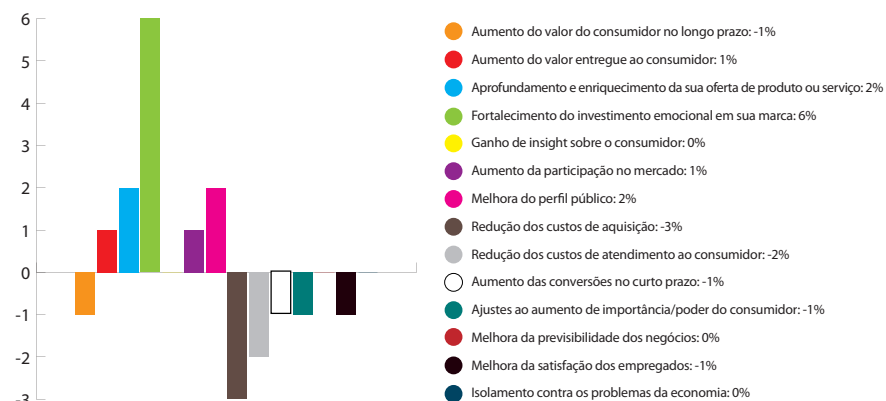 6
5
4
3
2
1
0
-1
-2
-3
Aumento do valor do consumidor no longo prazo: -1%
Aumento do valor entregue ao consumidor: 1%
Aprofundamento e enriquecimento da sua oferta de produto ou serviço: 2%
Fortalecimento do investimento emocional em sua marca: 6%
Ganho de insight sobre o consumidor: 0%
Aumento da participação no mercado: 1%
Melhora do perfil público: 2%
Redução dos custos de aquisição: -3%
Redução dos custos de atendimento ao consumidor: -2%
Aumento das conversões no curto prazo: -1%
Ajustes ao aumento de importância/poder do consumidor: -1%
Melhora da previsibilidade dos negócios: 0%
Melhora da satisfação dos empregados: -1%
Isolamento contra os problemas da economia: 0%